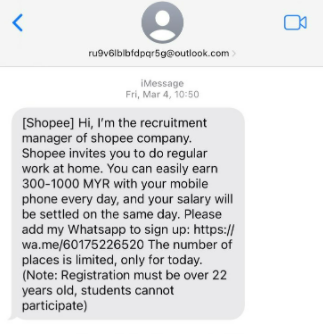 ru9v6lblbfdpqr5g@outlook.com
iMessage
Fri, Mar 4, 10:50
[Shopee] Hi, I'm the recruitment
manager of shopee company.
Shopee invites you to do regular
work at home. You can easily earn
300-1000 MYR with your mobile
phone every day, and your salary will
be settled on the same day. Please
add my Whatsapp to sign up: https://
wa.me/60175226520 The number of
places is limited, only for today.
(Note: Registration must be over 22
years old, students cannot
participate)